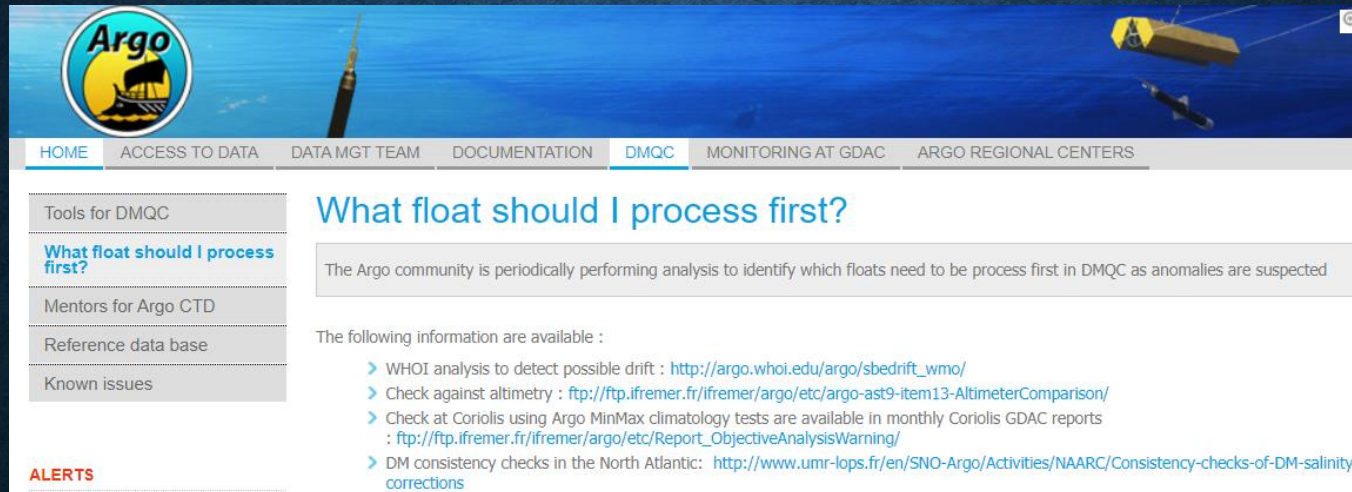 Argo
HOME ACCESS TO DATA DATA MGT TEAM DOCUMENTATION DMQC MONITORING AT GDAC ARGO REGIONAL CENTERS
Tools for DMQC
What float should I process
first?
Mentors for Argo CTD
Reference data base
Known issues
ALERTS
What float should I process first?
The Argo community is periodically performing analysis to identify which floats need to be process first in DMQC as anomalies are suspected
The following information are available :
WHOI analysis to detect possible drift : http://argo.whoi.edu/argo/sbedrift_wmo/
Check against altimetry : ftp://ftp.ifremer.fr/ifremer/argo/etc/argo-ast9-item13-AltimeterComparison/
Check at Coriolis using Argo MinMax climatology tests are available in monthly Coriolis GDAC reports
: ftp://ftp.ifremer.fr/ifremer/argo/etc/Report_ObjectiveAnalysisWarning/
DM consistency checks in the North Atlantic: http://www.umr-lops.fr/en/SNO-Argo/Activities/NAARC/Consistency-checks-of-DM-salinity
corrections